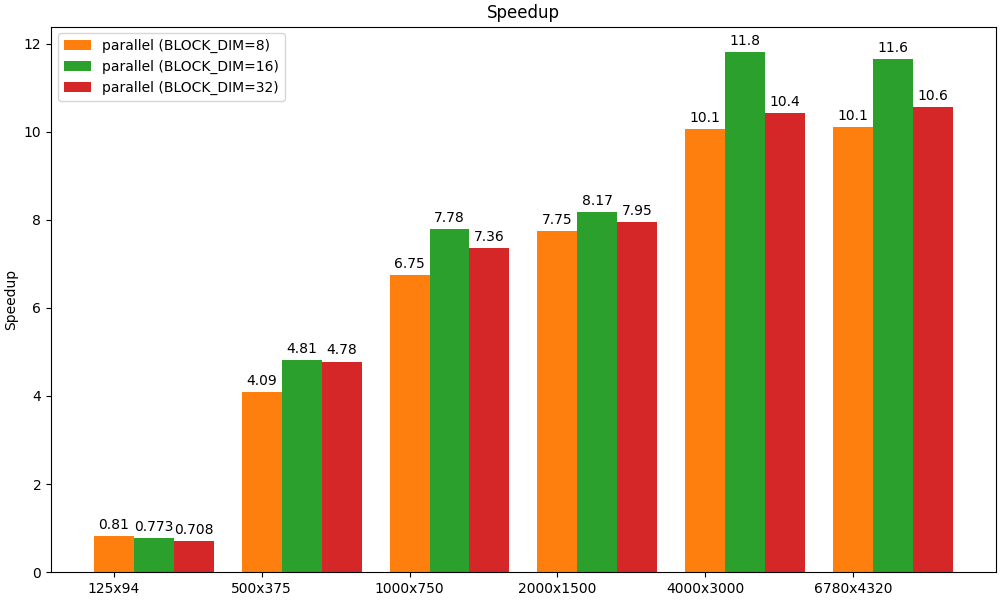 Speedup
parallel (BLOCK_DIM=8)
parallel (BLOCK_DIM=16)
parallel (BLOCK_DIM=32)
Speedup
12
10
8
6
4
2
0
0.81 0.773 0.708
4.09 4.81 4.78
6.75 7.78 7.36
7.75 8.17 7.95
10.1 11.8 10.4
10.1 11.6 10.6
125x94 500x375 1000x750 2000x1500 4000x3000 6780x4320